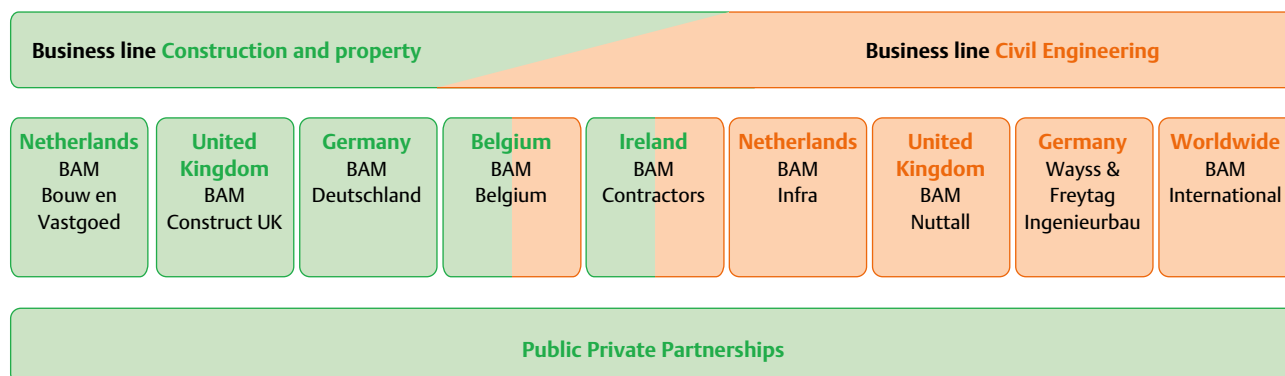 Business line Construction and property
Business line Civil Engineering
Netherlands
BAM
Bouw en
Vastgoed
United
Kingdom
BAM
Construct UK
Germany
BAM
Deutschland
Belgium
BAM
Belgium
Ireland
BAM
Contractors
Netherlands
BAM
Infra
United
Kingdom
BAM
Nuttall
Germany
Wayss &
Freytag
Ingenieurbau
Worldwide
BAM
International
Public Private Partnerships